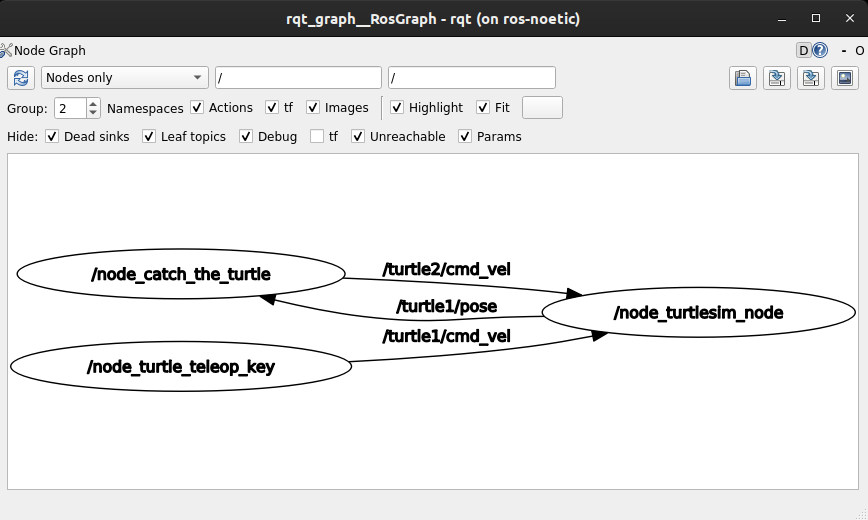 rqt_graph__RosGraph - rqt (on ros-noetic)
Node Graph D ? - O
Nodes only / /
Group: 2 Namespaces Actions tf Images Highlight Fit
Hide: Dead sinks Leaf topics Debug tf Unreachable Params
/node_catch_the_turtle
/turtle2/cmd_vel
/turtle1/pose
/node_turtlesim_node
/turtle1/cmd_vel
/node_turtle_teleop_key